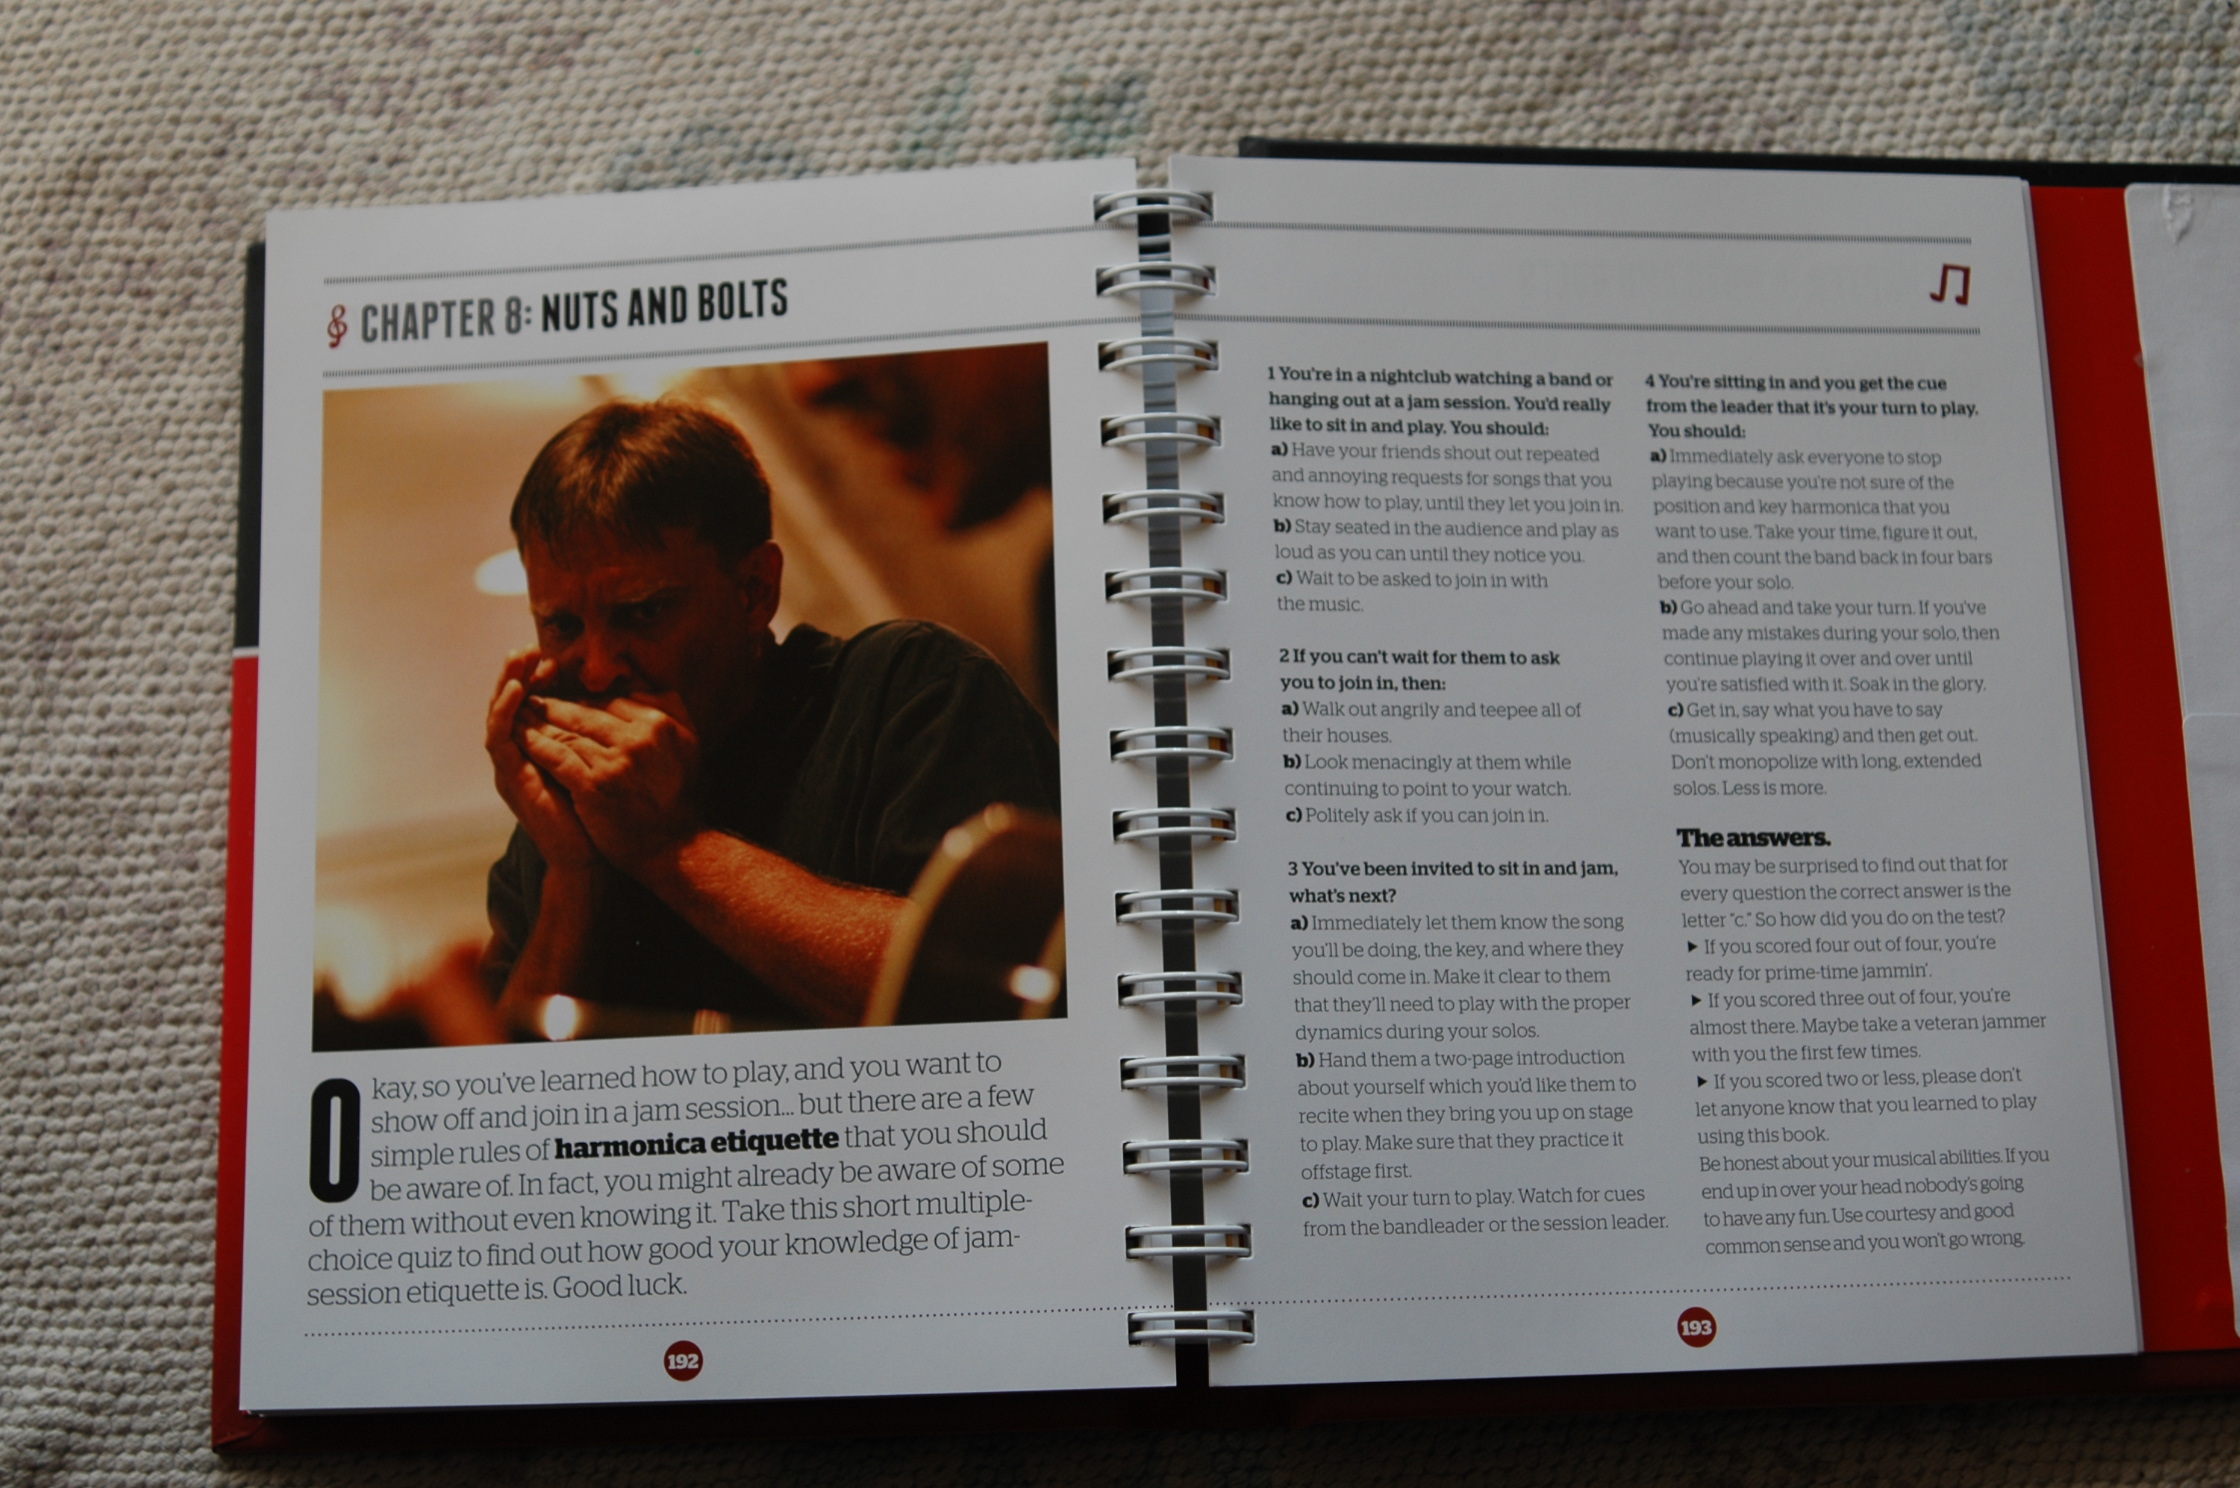 CHAPTER 8: NUTS AND BOLTS
Okay, so you've learned how to play, and you want to
show off and join in a jam session... but there are a few
simple rules of harmonica etiquette that you should
be aware of. In fact, you might already be aware of some
of them without even knowing it. Take this short multiple-
choice quiz to find out how good your knowledge of jam-
session etiquette is. Good luck.
192
1 You're in a nightclub watching a band or
hanging out at a jam session. You'd really
like to sit in and play. You should:
a) Have your friends shout out repeated
and annoying requests for songs that you
know how to play, until they let you join in.
b) Stay seated in the audience and play as
loud as you can until they notice you.
c) Wait to be asked to join in with
the music.
2 If you can't wait for them to ask
you to join in, then:
a) Walk out angrily and teepee all of
their houses.
b) Look menacingly at them while
continuing to point to your watch.
c) Politely ask if you can join in.
3 You've been invited to sit in and jam,
what's next?
a) Immediately let them know the song
you'll be doing, the key, and where they
should come in. Make it clear to them
that they'll need to play with the proper
dynamics during your solos.
b) Hand them a two-page introduction
about yourself which you'd like them to
recite when they bring you up on stage
to play. Make sure that they practice it
offstage first.
c) Wait your turn to play. Watch for cues
from the bandleader or the session leader.
4 You're sitting in and you get the cue
from the leader that it's your turn to play.
You should:
a) Immediately ask everyone to stop
playing because you're not sure of the
position and key harmonica that you
want to use. Take your time, figure it out,
and then count the band back in four bars
before your solo.
b) Go ahead and take your turn. If you've
made any mistakes during your solo, then
continue playing it over and over until
you're satisfied with it. Soak in the glory.
c) Get in, say what you have to say
(musically speaking) and then get out.
Don't monopolize with long, extended
solos. Less is more.
The answers.
You may be surprised to find out that for
every question the correct answer is the
letter "c." So how did you do on the test?
▶ If you scored four out of four, you're
ready for prime-time jammin'.
▶ If you scored three out of four, you're
almost there. Maybe take a veteran jammer
with you the first few times.
▶ If you scored two or less, please don't
let anyone know that you learned to play
using this book.
Be honest about your musical abilities. If you
end up in over your head nobody's going
to have any fun. Use courtesy and good
common sense and you won't go wrong.
193